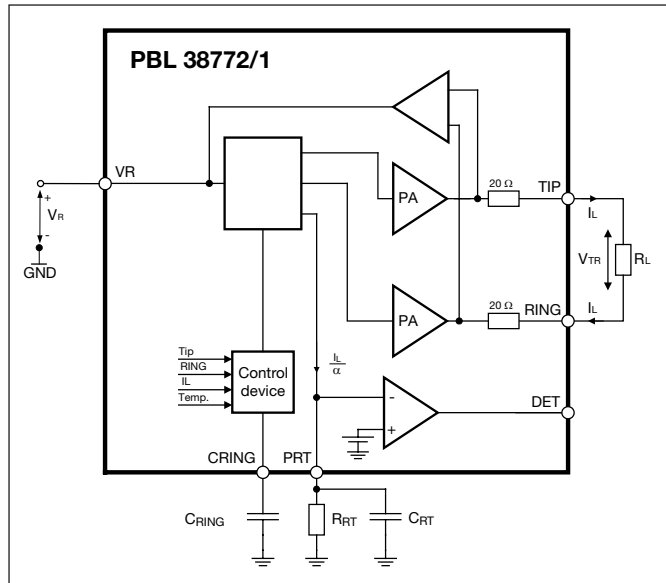 PBL 38772/1
VR
+
VR
-
GND
PA
20 Ω
TIP
IL
VTR
RL
PA
20 Ω
RING
IL
Tip
RING
IL
Temp.
Control
device
IL
α
-
+
DET
CRING
PRT
CRING
RRT
CRT